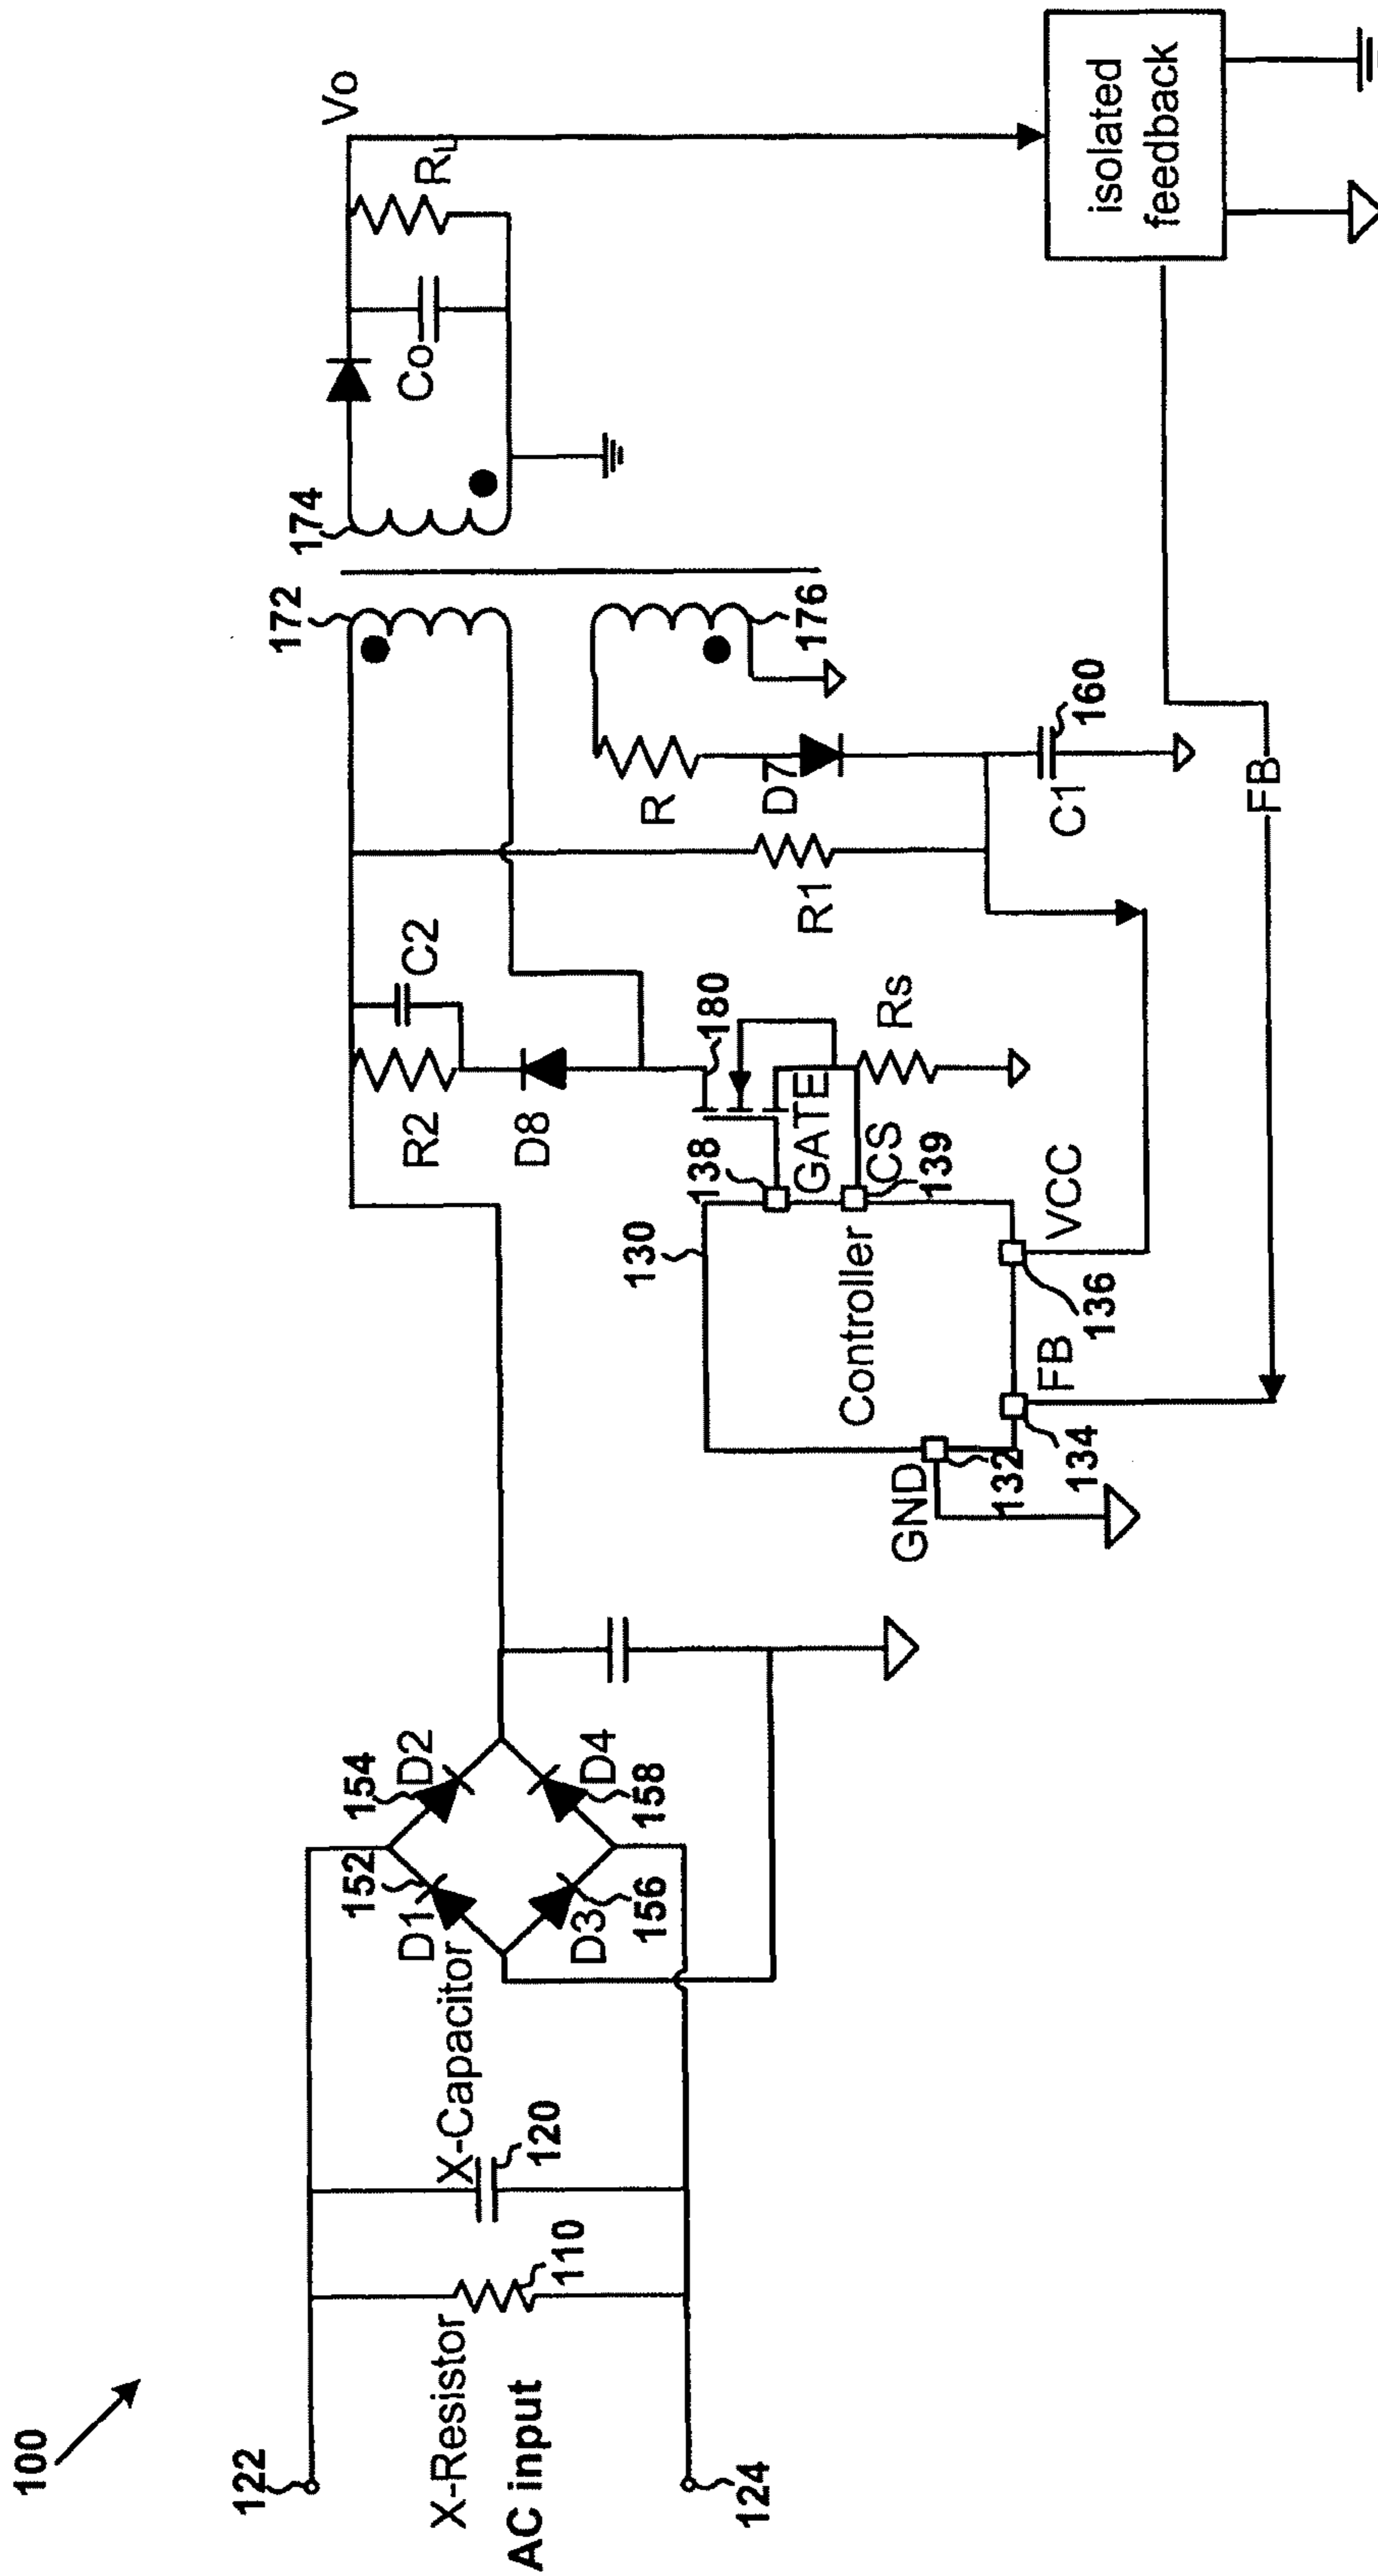 100
122
X-Resistor
AC input
124
110
X-Capacitor
120
152
D1
154
D2
D3
156
D4
158
GND
132
FB
134
130
Controller
138
GATE
CS
139
VCC
136
R2
C2
D8
180
Rs
R1
R
D7
C1
160
172
174
176
Co
RL
Vo
isolated
feedback
FB